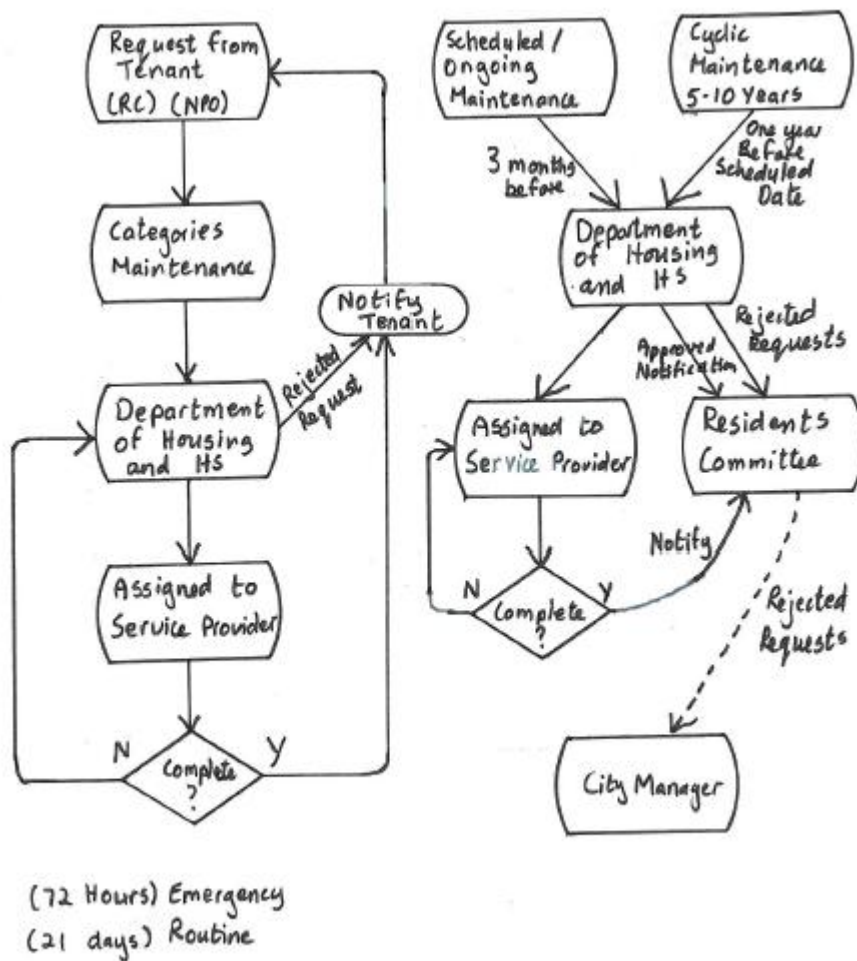 Request from
Tenant
(RC) (NPO)
Categories
Maintenance
Notify
Tenant
Rejected
Request
Department
of Housing
and HS
Assigned to
Service Provider
N
Y
Complete
?
(72 Hours) Emergency
(21 days) Routine
Scheduled /
Ongoing
Maintenance
Cyclic
Maintenance
5-10 Years
3 months
before
One year
Before
Scheduled
Date
Department
of Housing
and HS
Approved
Notification
Rejected
Requests
Assigned to
Service Provider
Residents
Committee
N
Y
Complete
?
Notify
Rejected
Requests
City Manager